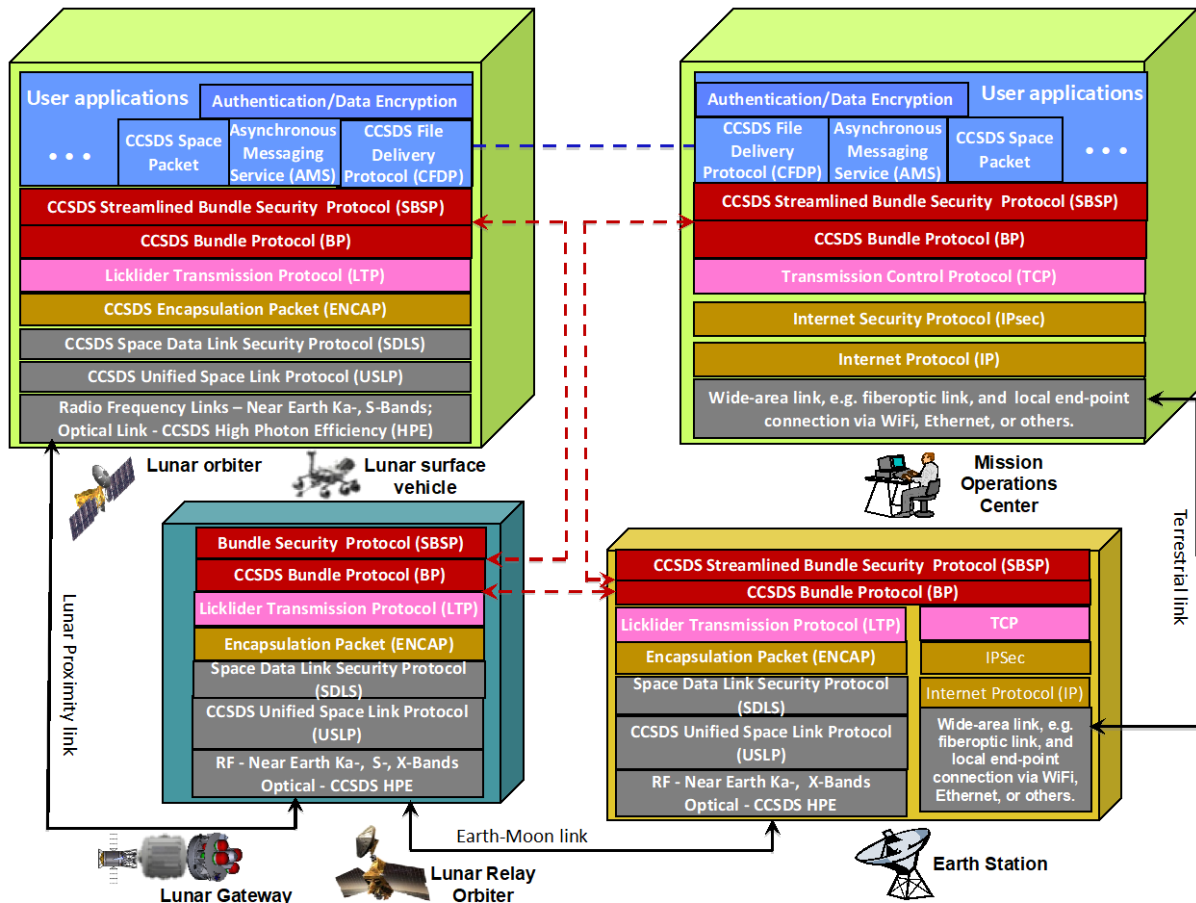 User applications
Authentication/Data Encryption
• • •
CCSDS Space
Packet
Asynchronous
Messaging
Service (AMS)
CCSDS File
Delivery
Protocol (CFDP)
CCSDS Streamlined Bundle Security Protocol (SBSP)
CCSDS Bundle Protocol (BP)
Licklider Transmission Protocol (LTP)
CCSDS Encapsulation Packet (ENCAP)
CCSDS Space Data Link Security Protocol (SDLS)
CCSDS Unified Space Link Protocol (USLP)
Radio Frequency Links – Near Earth Ka-, S-Bands;
Optical Link - CCSDS High Photon Efficiency (HPE)
Lunar orbiter
Lunar surface
vehicle
Authentication/Data Encryption
User applications
CCSDS File
Delivery
Protocol (CFDP)
Asynchronous
Messaging
Service (AMS)
CCSDS Space
Packet
• • •
CCSDS Streamlined Bundle Security Protocol (SBSP)
CCSDS Bundle Protocol (BP)
Transmission Control Protocol (TCP)
Internet Security Protocol (IPsec)
Internet Protocol (IP)
Wide-area link, e.g. fiberoptic link, and local end-point
connection via WiFi, Ethernet, or others.
Mission
Operations
Center
Terrestrial link
Lunar Proximity link
Bundle Security Protocol (SBSP)
CCSDS Bundle Protocol (BP)
Licklider Transmission Protocol (LTP)
Encapsulation Packet (ENCAP)
Space Data Link Security Protocol
(SDLS)
CCSDS Unified Space Link Protocol
(USLP)
RF - Near Earth Ka-, S-, X-Bands
Optical - CCSDS HPE
CCSDS Streamlined Bundle Security Protocol (SBSP)
CCSDS Bundle Protocol (BP)
Licklider Transmission Protocol (LTP)
Encapsulation Packet (ENCAP)
Space Data Link Security Protocol
(SDLS)
CCSDS Unified Space Link Protocol
(USLP)
RF - Near Earth Ka-, X-Bands
Optical - CCSDS HPE
TCP
IPSec
Internet Protocol (IP)
Wide-area link, e.g.
fiberoptic link, and
local end-point
connection via WiFi,
Ethernet, or others.
Earth-Moon link
Lunar Gateway
Lunar Relay
Orbiter
Earth Station